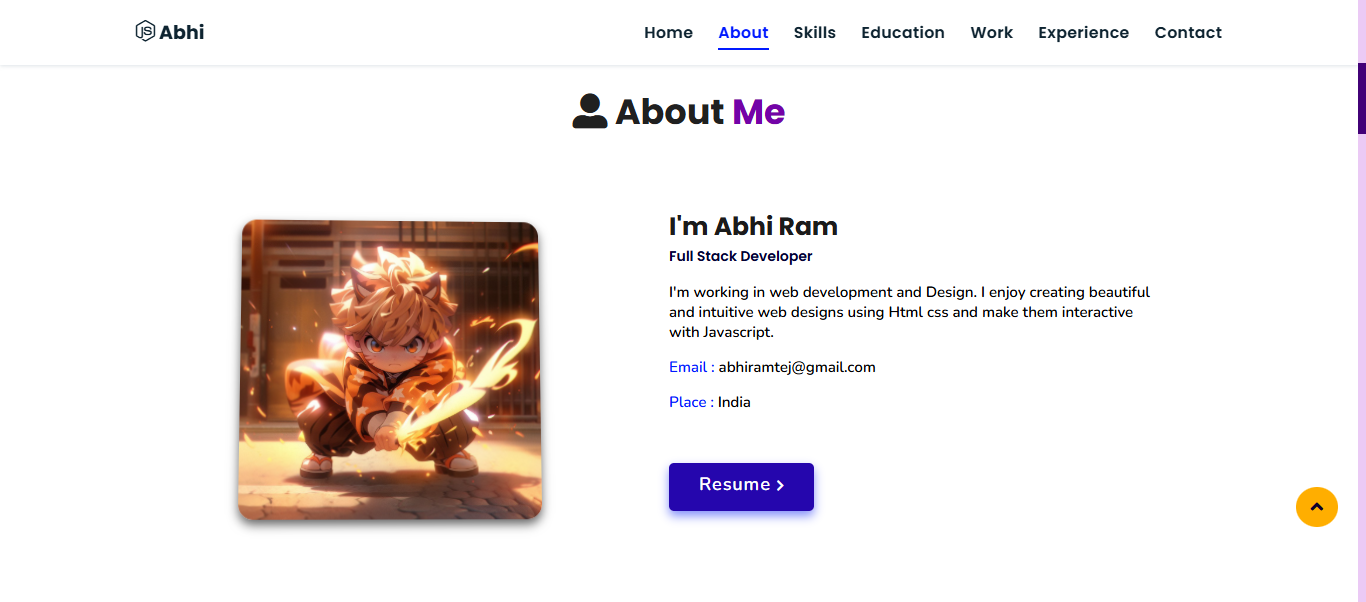 JS Abhi
Home About Skills Education Work Experience Contact
About Me
I'm Abhi Ram
Full Stack Developer
I'm working in web development and Design. I enjoy creating beautiful
and intuitive web designs using Html css and make them interactive
with Javascript.
Email : abhiramtej@gmail.com
Place : India
Resume